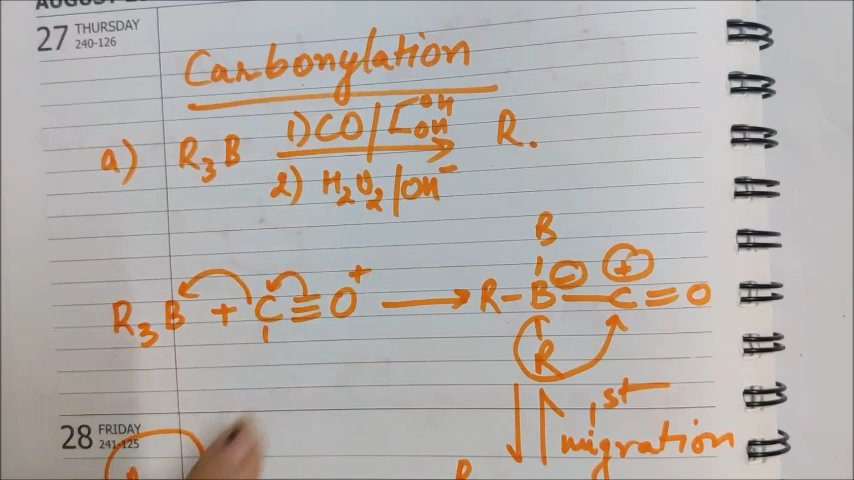 27 THURSDAY
240-126
Carbonylation
a) R3B 1) CO/[OH OH R.
2) H2O2/OH−
B
R3B + C≡O+ → R-B⊖-C⊕=O
R
1st
migration
28 FRIDAY
241-125